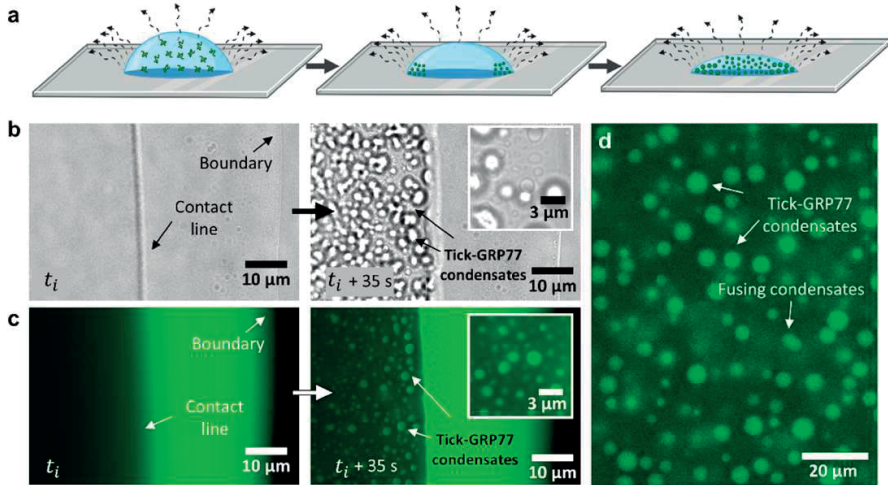 a
b
Boundary
Contact
line
t_i
10 µm
3 µm
Tick-GRP77
condensates
t_i + 35 s
10 µm
c
Boundary
Contact
line
t_i
10 µm
3 µm
Tick-GRP77
condensates
t_i + 35 s
10 µm
d
Tick-GRP77
condensates
Fusing condensates
20 µm